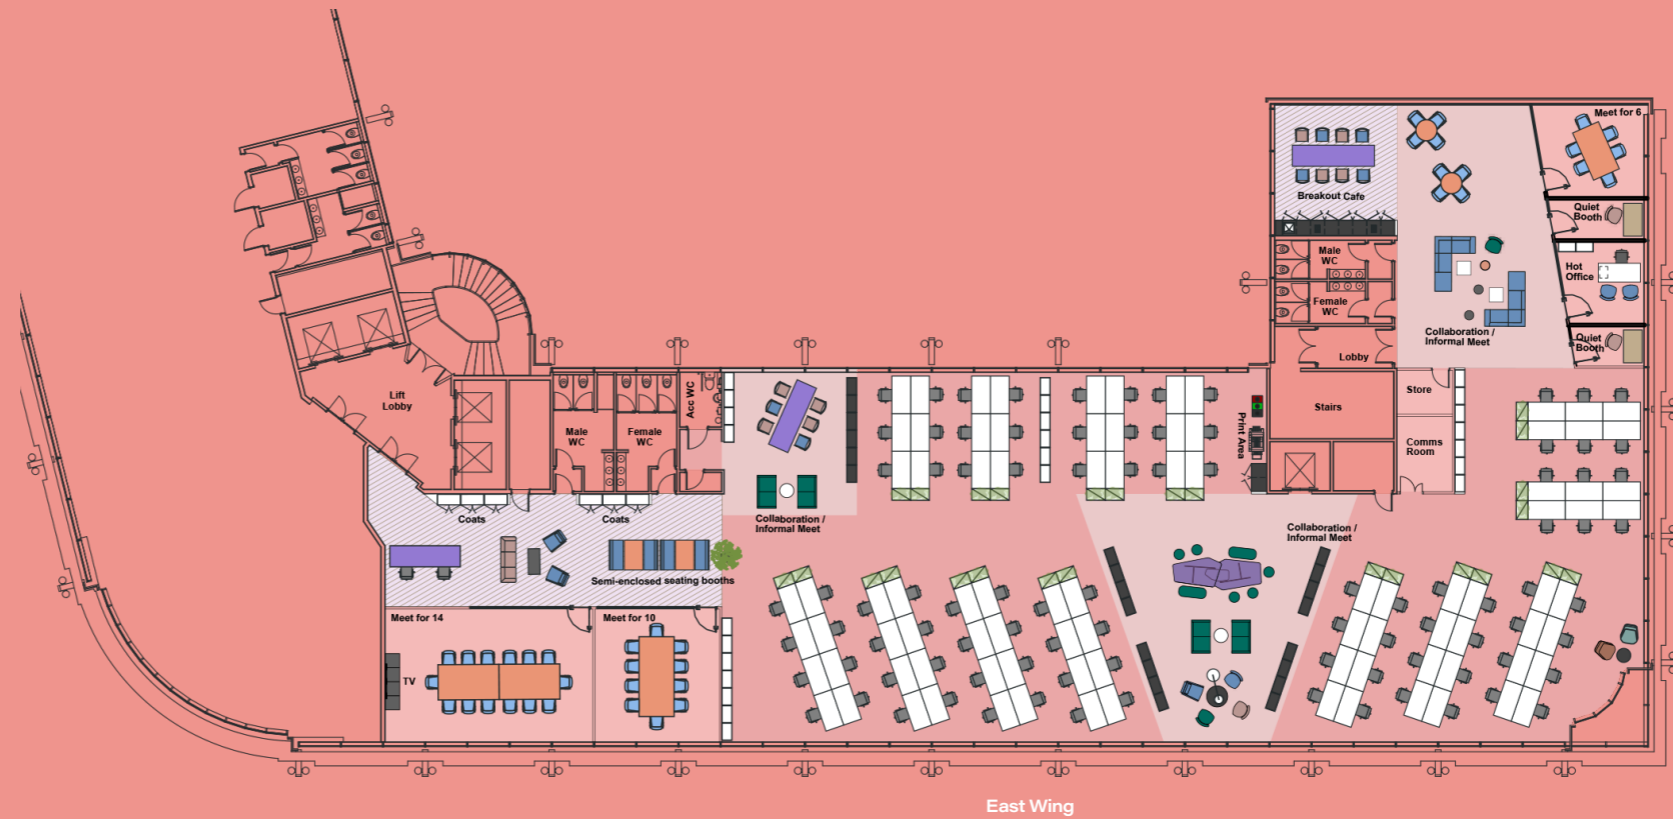 Meet for 6
Breakout Cafe
Quiet
Booth
Male
WC
Hot
Office
Female
WC
Collaboration /
Informal Meet
Quiet
Booth
Lobby
Lift
Lobby
Acc WC
Store
Stairs
Print Area
Male
WC
Female
WC
Comms
Room
Coats
Coats
Collaboration /
Informal Meet
Collaboration /
Informal Meet
Semi-enclosed seating booths
Meet for 14
Meet for 10
TV
East Wing